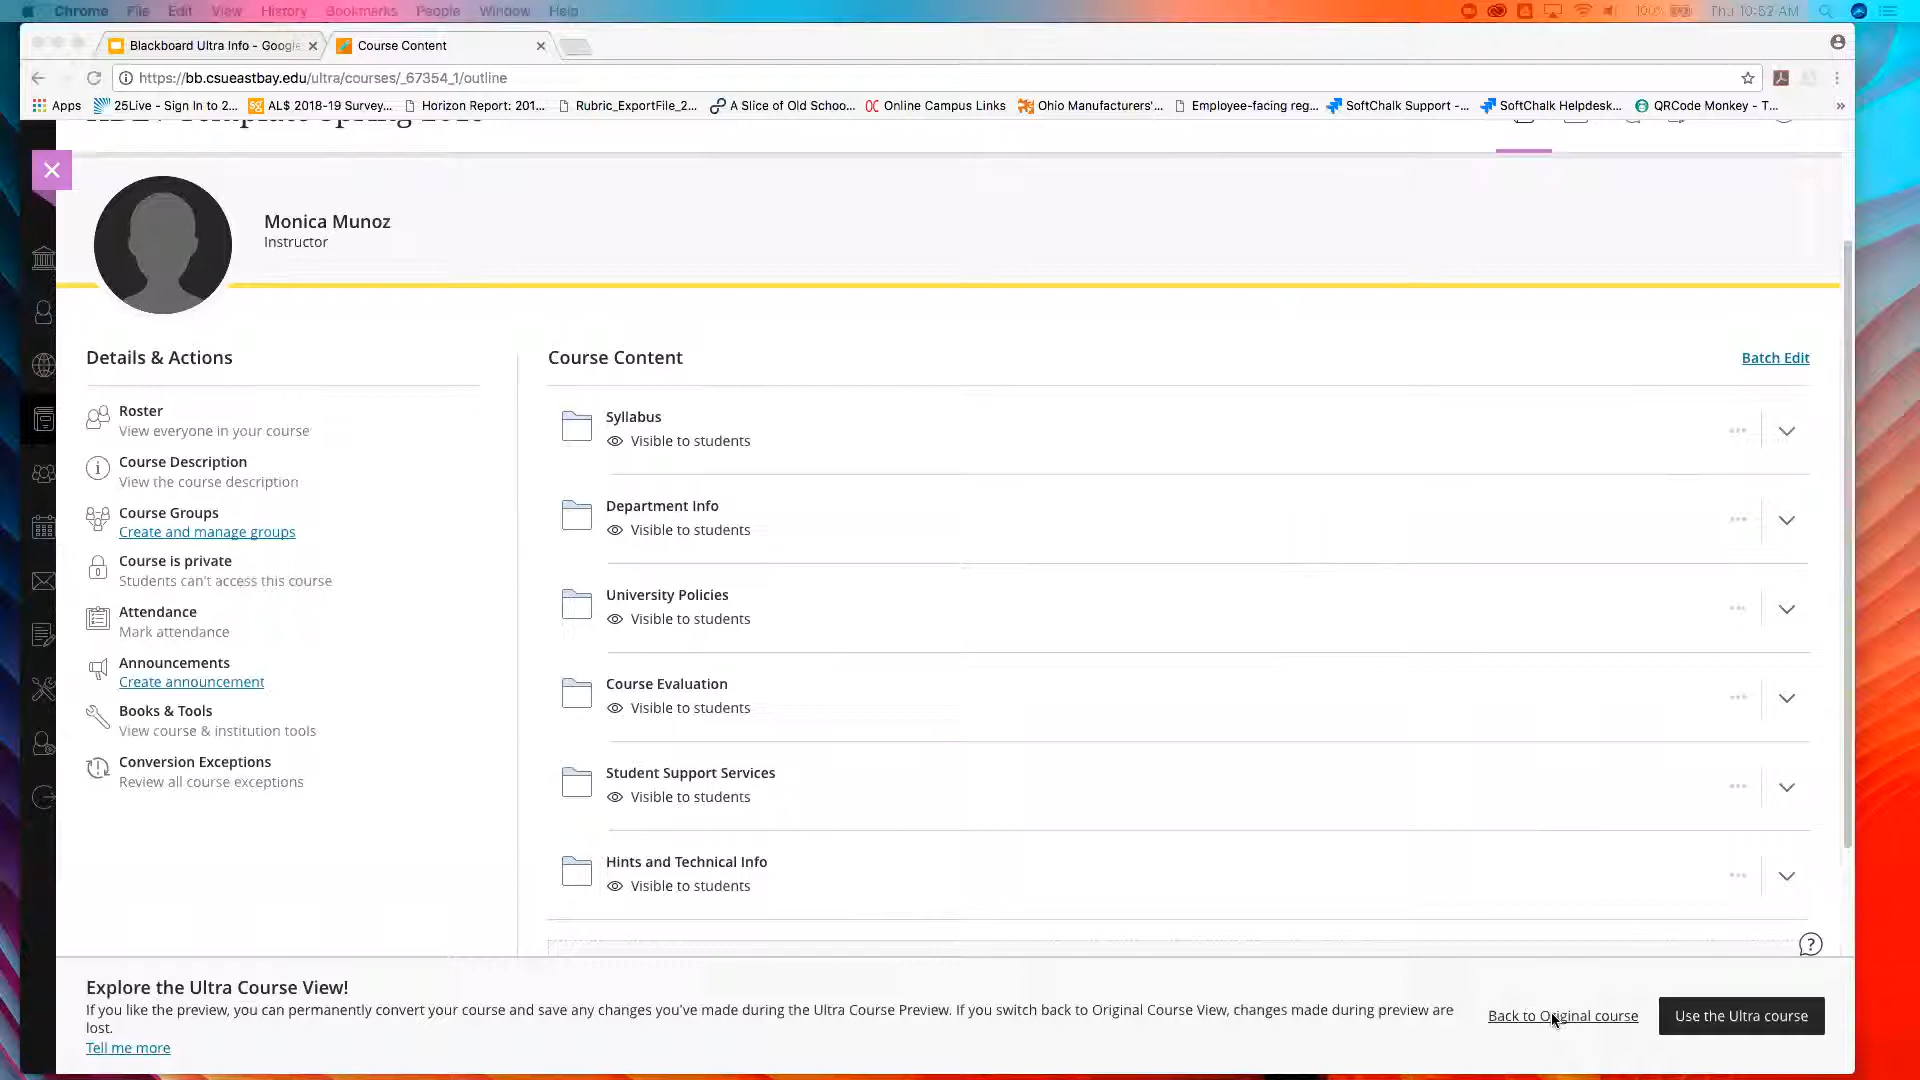 Chrome File Edit View History Bookmarks People Window Help 100% Thu 10:52 AM
Blackboard Ultra Info - Google
Course Content
https://bb.csueastbay.edu/ultra/courses/_67354_1/outline
Apps 25Live - Sign In to 2... AL$ 2018-19 Survey... Horizon Report: 201... Rubric_ExportFile_2... A Slice of Old Schoo... Online Campus Links Ohio Manufacturers'... Employee-facing reg... SoftChalk Support -... SoftChalk Helpdesk... QRCode Monkey - T... »
Monica Munoz
Instructor
Details & Actions
Roster
View everyone in your course
Course Description
View the course description
Course Groups
Create and manage groups
Course is private
Students can't access this course
Attendance
Mark attendance
Announcements
Create announcement
Books & Tools
View course & institution tools
Conversion Exceptions
Review all course exceptions
Course Content
Batch Edit
Syllabus
Visible to students
Department Info
Visible to students
University Policies
Visible to students
Course Evaluation
Visible to students
Student Support Services
Visible to students
Hints and Technical Info
Visible to students
Explore the Ultra Course View!
If you like the preview, you can permanently convert your course and save any changes you've made during the Ultra Course Preview. If you switch back to Original Course View, changes made during preview are
lost.
Tell me more
Back to Original course
Use the Ultra course